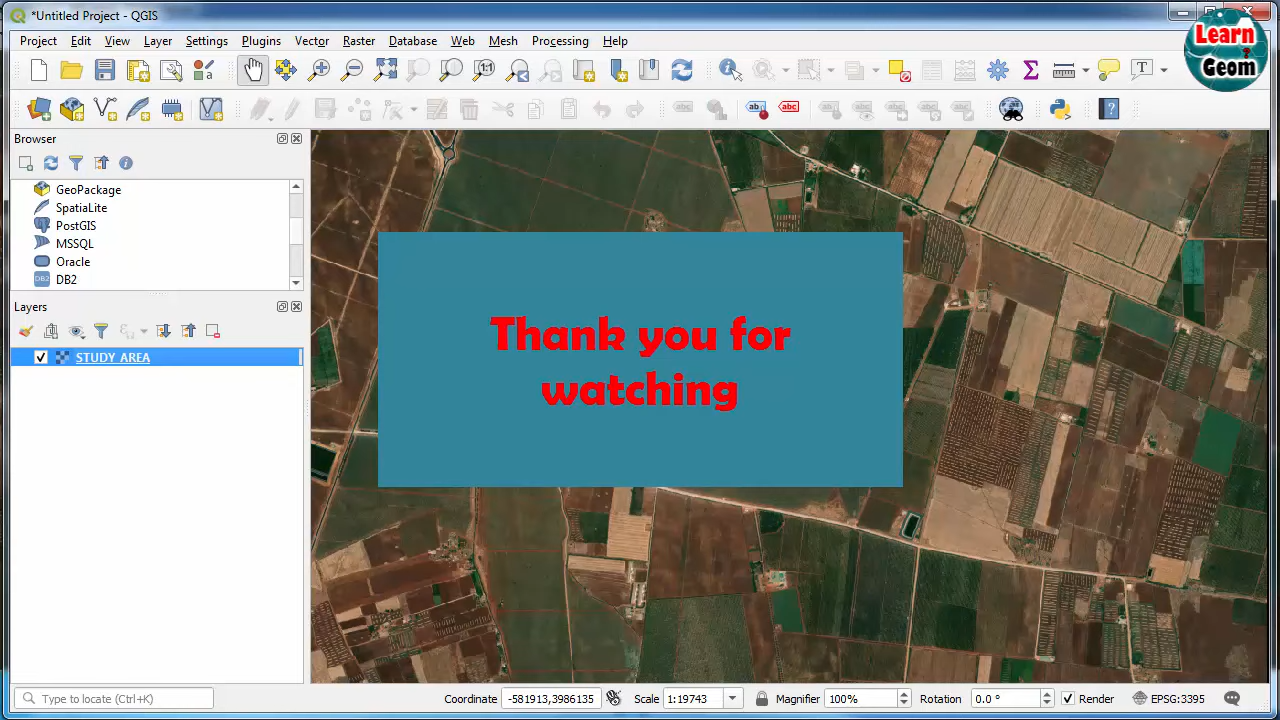 *Untitled Project - QGIS
Learn
Geom
Project Edit View Layer Settings Plugins Vector Raster Database Web Processing Help
Browser
GeoPackage
SpatiaLite
PostGIS
MSSQL
Oracle
DB2
Layers
STUDY AREA
Thank you for
watching
Type to locate (Ctrl+K)
Coordinate -581913,3986135 Scale 1:19743 Magnifier 100% Rotation 0.0 ° Render EPSG:3395